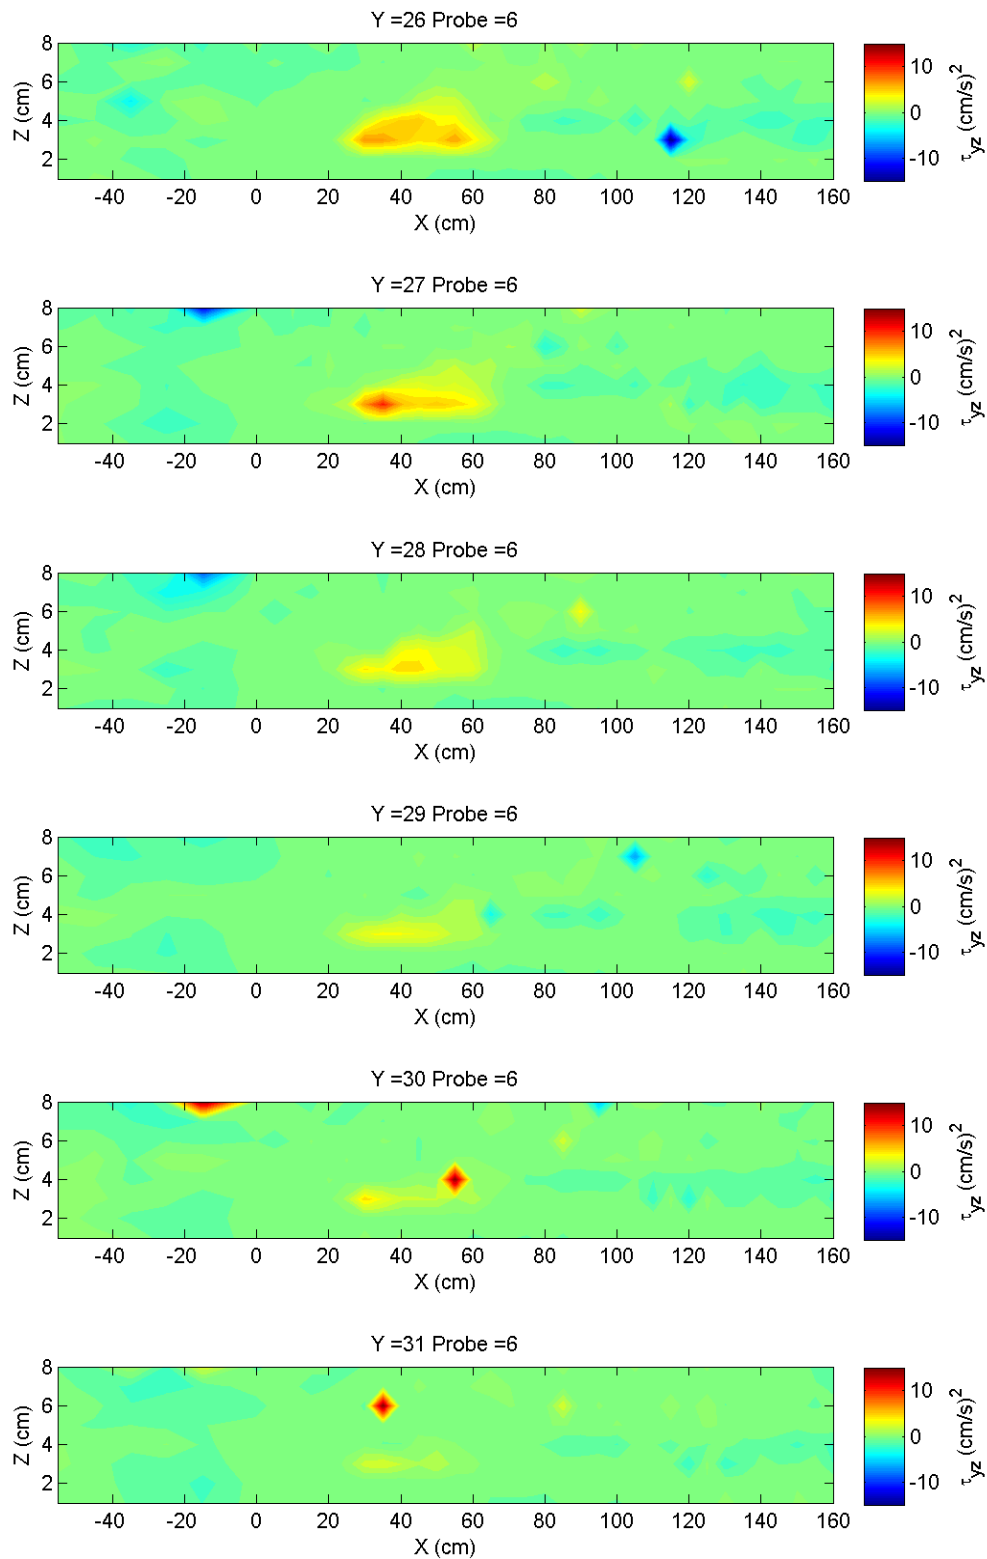 Y =26 Probe =6
8
6
4
2
Z (cm)
-40 -20 0 20 40 60 80 100 120 140 160
X (cm)
10
0
-10
τyz (cm/s)2
Y =27 Probe =6
8
6
4
2
Z (cm)
-40 -20 0 20 40 60 80 100 120 140 160
X (cm)
10
0
-10
τyz (cm/s)2
Y =28 Probe =6
8
6
4
2
Z (cm)
-40 -20 0 20 40 60 80 100 120 140 160
X (cm)
10
0
-10
τyz (cm/s)2
Y =29 Probe =6
8
6
4
2
Z (cm)
-40 -20 0 20 40 60 80 100 120 140 160
X (cm)
10
0
-10
τyz (cm/s)2
Y =30 Probe =6
8
6
4
2
Z (cm)
-40 -20 0 20 40 60 80 100 120 140 160
X (cm)
10
0
-10
τyz (cm/s)2
Y =31 Probe =6
8
6
4
2
Z (cm)
-40 -20 0 20 40 60 80 100 120 140 160
X (cm)
10
0
-10
τyz (cm/s)2